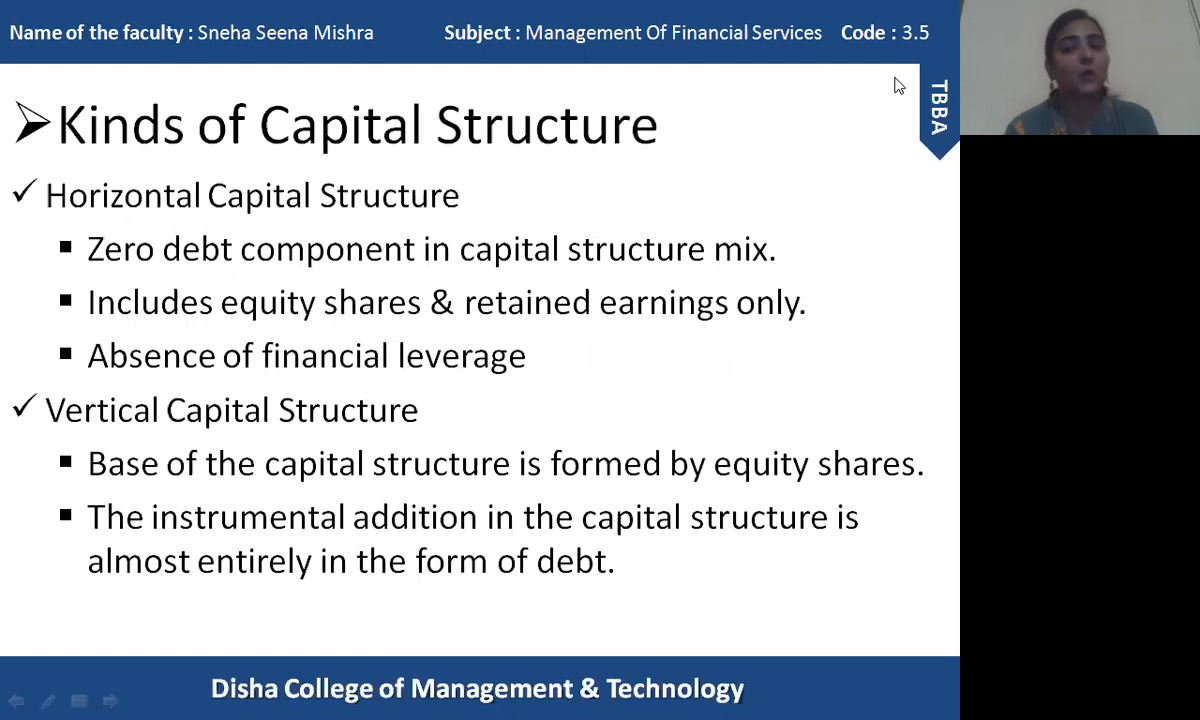 Name of the faculty : Sneha Seena Mishra Subject : Management Of Financial Services Code : 3.5
TBBA
Kinds of Capital Structure
Horizontal Capital Structure
Zero debt component in capital structure mix.
Includes equity shares & retained earnings only.
Absence of financial leverage
Vertical Capital Structure
Base of the capital structure is formed by equity shares.
The instrumental addition in the capital structure is
almost entirely in the form of debt.
Disha College of Management & Technology